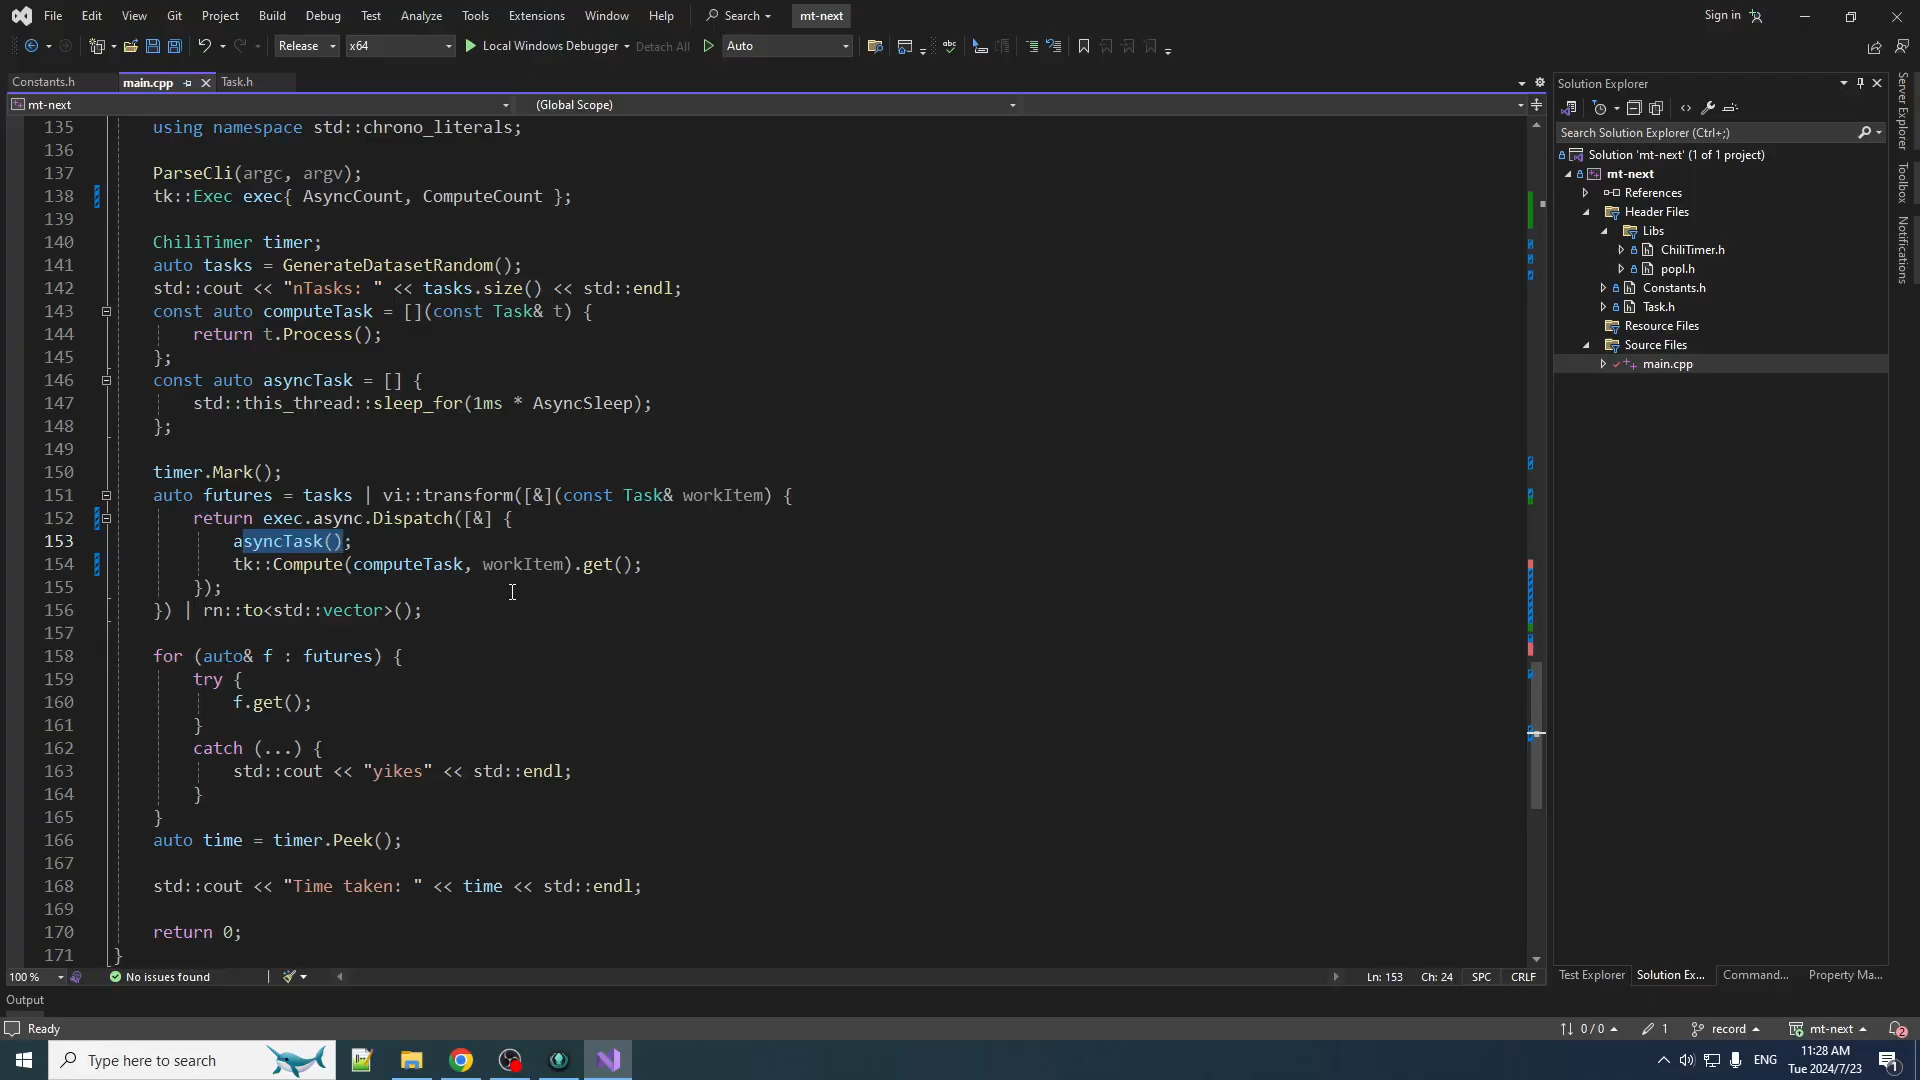 File Edit View Git Project Build Debug Test Analyze Tools Extensions Window Help Search mt-next Sign in
Release x64 Local Windows Debugger Detach All Auto
Constants.h main.cpp Task.h
mt-next (Global Scope)
135 using namespace std::chrono_literals;
136
137 ParseCli(argc, argv);
138 tk::Exec exec{ AsyncCount, ComputeCount };
139
140 ChiliTimer timer;
141 auto tasks = GenerateDatasetRandom();
142 std::cout << "nTasks: " << tasks.size() << std::endl;
143 const auto computeTask = [](const Task& t) {
144 return t.Process();
145 };
146 const auto asyncTask = [] {
147 std::this_thread::sleep_for(1ms * AsyncSleep);
148 };
149
150 timer.Mark();
151 auto futures = tasks | vi::transform([&](const Task& workItem) {
152 return exec.async.Dispatch([&] {
153 asyncTask();
154 tk::Compute(computeTask, workItem).get();
155 });
156 }) | rn::to<std::vector>();
157
158 for (auto& f : futures) {
159 try {
160 f.get();
161 }
162 catch (...) {
163 std::cout << "yikes" << std::endl;
164 }
165 }
166 auto time = timer.Peek();
167
168 std::cout << "Time taken: " << time << std::endl;
169
170 return 0;
171 }
100 % No issues found Ln: 153 Ch: 24 SPC CRLF
Output
Ready 0 / 0 1 record mt-next 2
Solution Explorer
Search Solution Explorer (Ctrl+;)
Solution 'mt-next' (1 of 1 project)
mt-next
References
Header Files
Libs
ChiliTimer.h
popl.h
Constants.h
Task.h
Resource Files
Source Files
main.cpp
Test Explorer Solution Ex... Command... Property Ma...
Server Explorer
Toolbox
Notifications
Type here to search ENG 11:28 AM
Tue 2024/7/23 1